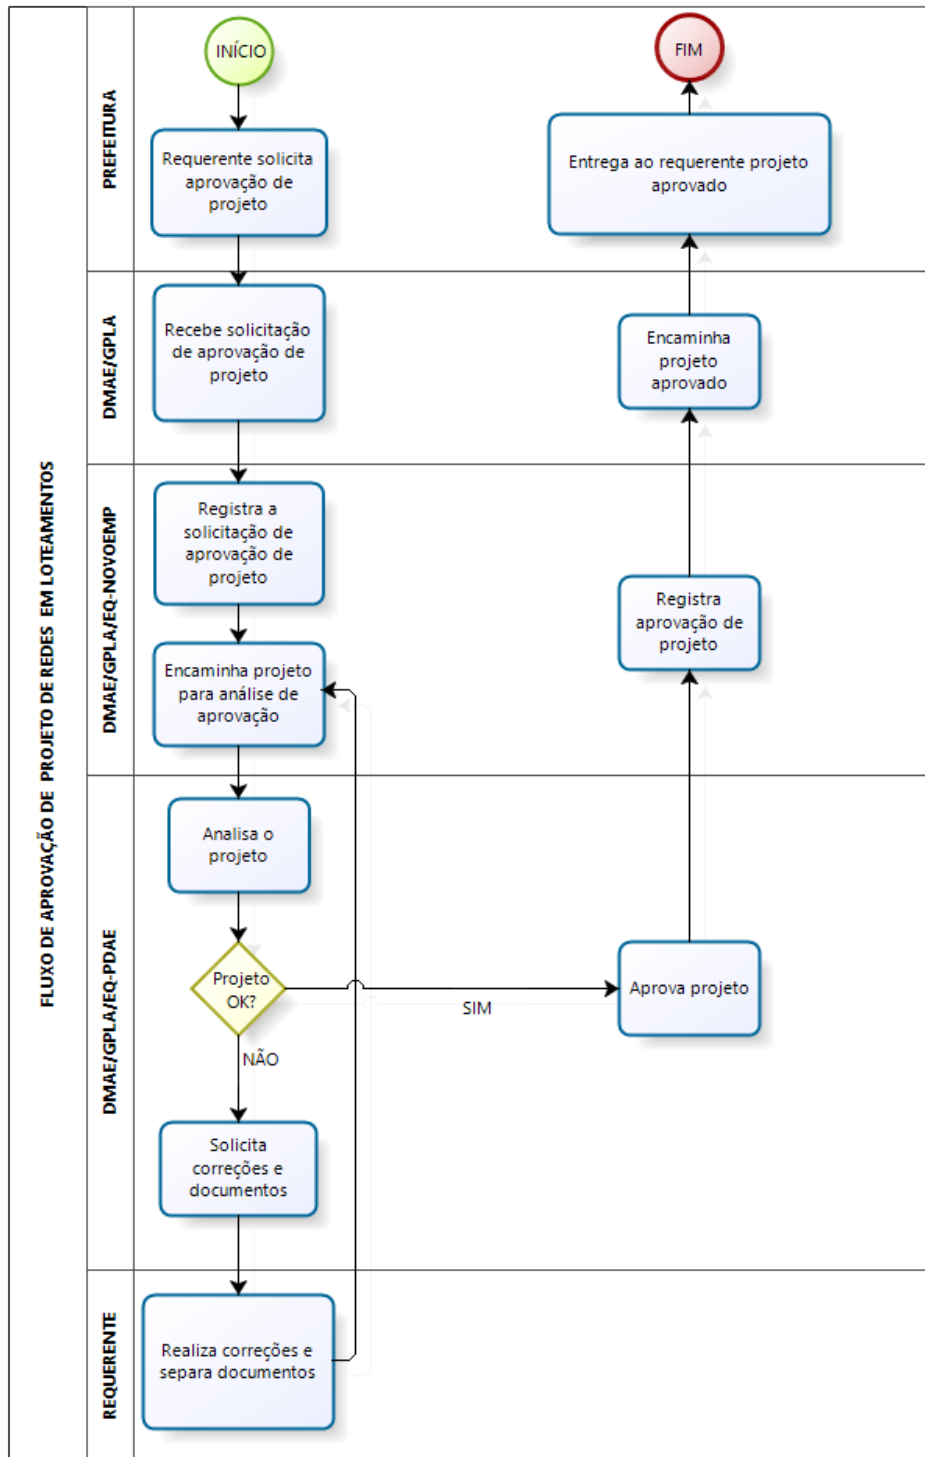 FLUXO DE APROVAÇÃO DE PROJETO DE REDES EM LOTEAMENTOS
PREFEITURA
INÍCIO
Requerente solicita
aprovação de
projeto
FIM
Entrega ao requerente projeto
aprovado
DMAE/GPLA
Recebe solicitação
de aprovação de
projeto
Encaminha
projeto
aprovado
DMAE/GPLA/EQ-NOVOEMP
Registra a
solicitação de
aprovação de
projeto
Encaminha projeto
para análise de
aprovação
Registra
aprovação de
projeto
DMAE/GPLA/EQ-PDAE
Analisa o
projeto
Projeto
OK?
SIM
Aprova projeto
NÃO
Solicita
correções e
documentos
REQUERENTE
Realiza correções e
separa documentos